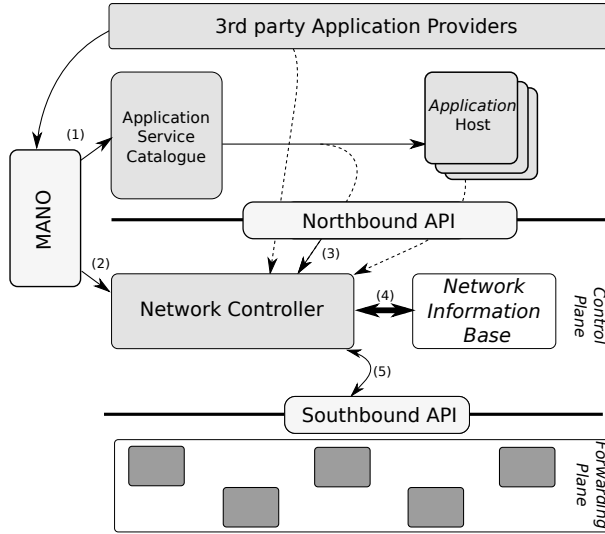 3rd party Application Providers
(1)
Application
Service
Catalogue
Application
Host
MANO
Northbound API
(2)
(3)
Network Controller
(4)
Network
Information
Base
Control
Plane
(5)
Southbound API
Forwarding
Plane